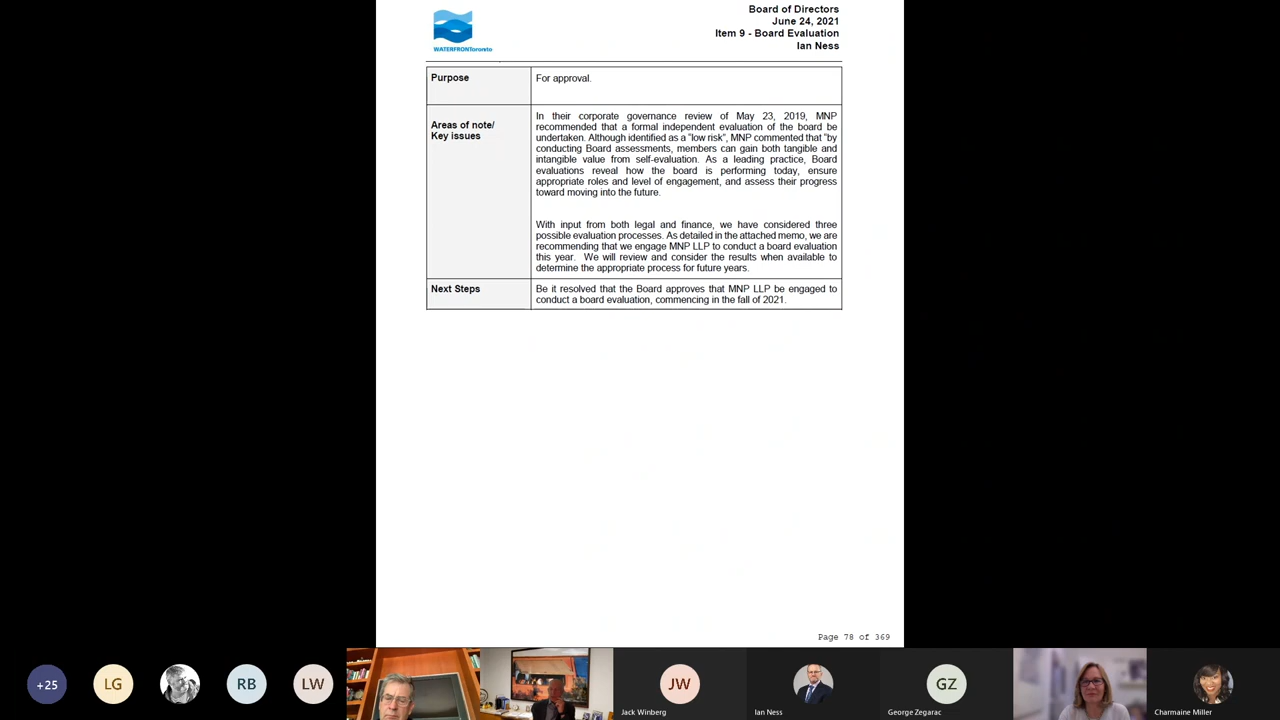 Board of Directors
June 24, 2021
Item 9 - Board Evaluation
Ian Ness
WATERFRONToronto
Purpose
For approval.
Areas of note/
Key issues
In their corporate governance review of May 23, 2019, MNP
recommended that a formal independent evaluation of the board be
undertaken. Although identified as a "low risk", MNP commented that "by
conducting Board assessments, members can gain both tangible and
intangible value from self-evaluation. As a leading practice, Board
evaluations reveal how the board is performing today, ensure
appropriate roles and level of engagement, and assess their progress
toward moving into the future.
With input from both legal and finance, we have considered three
possible evaluation processes. As detailed in the attached memo, we are
recommending that we engage MNP LLP to conduct a board evaluation
this year. We will review and consider the results when available to
determine the appropriate process for future years.
Next Steps
Be it resolved that the Board approves that MNP LLP be engaged to
conduct a board evaluation, commencing in the fall of 2021.
Page 78 of 369
+25
LG
RB
LW
JW
Jack Winberg
Ian Ness
GZ
George Zegarac
Charmaine Miller